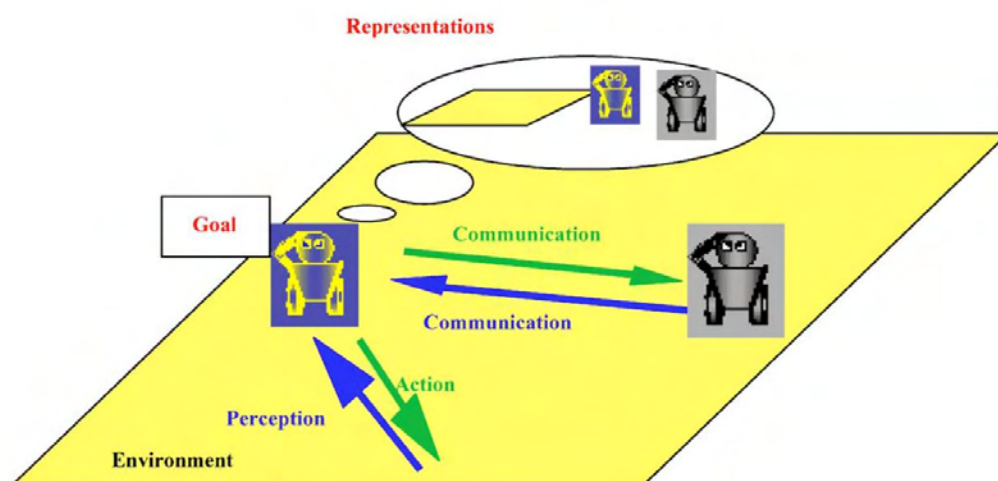 Representations
Goal
Communication
Communication
Action
Perception
Environment